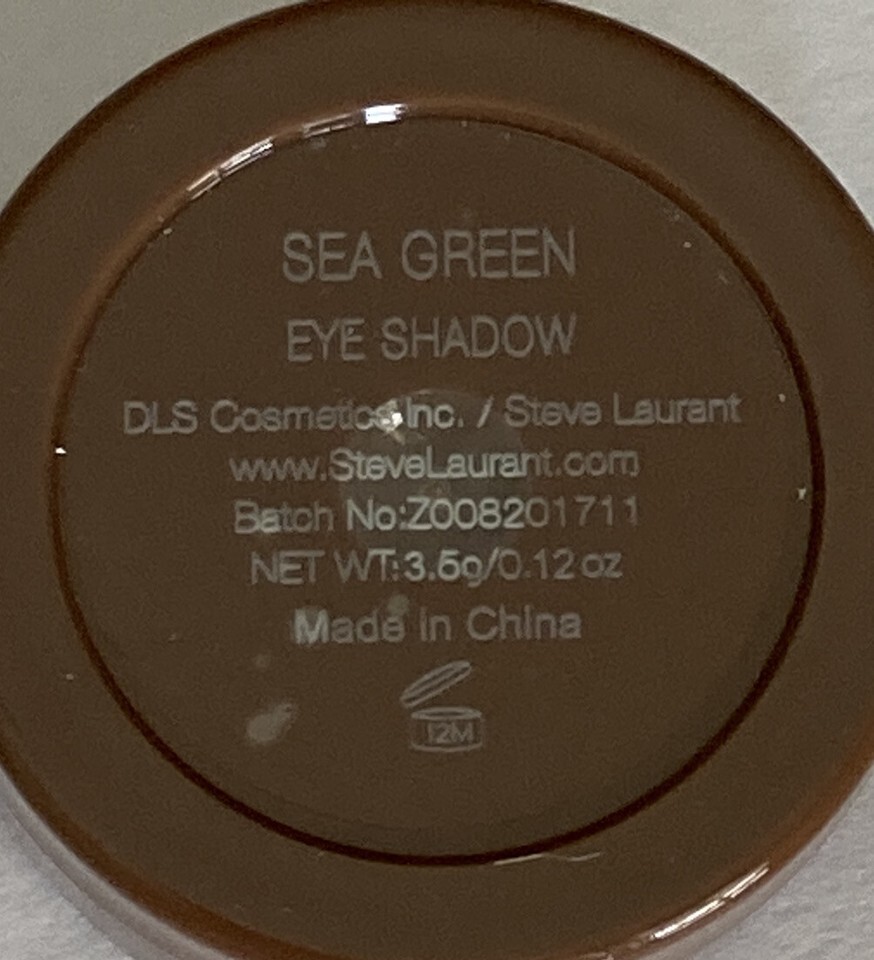 SEA GREEN
EYE SHADOW
DLS Cosmetics Inc. / Steve Laurant
www.SteveLaurant.com
Batch No:Z008201711
NET WT:3.5g/0.12 oz
Made in China
12M